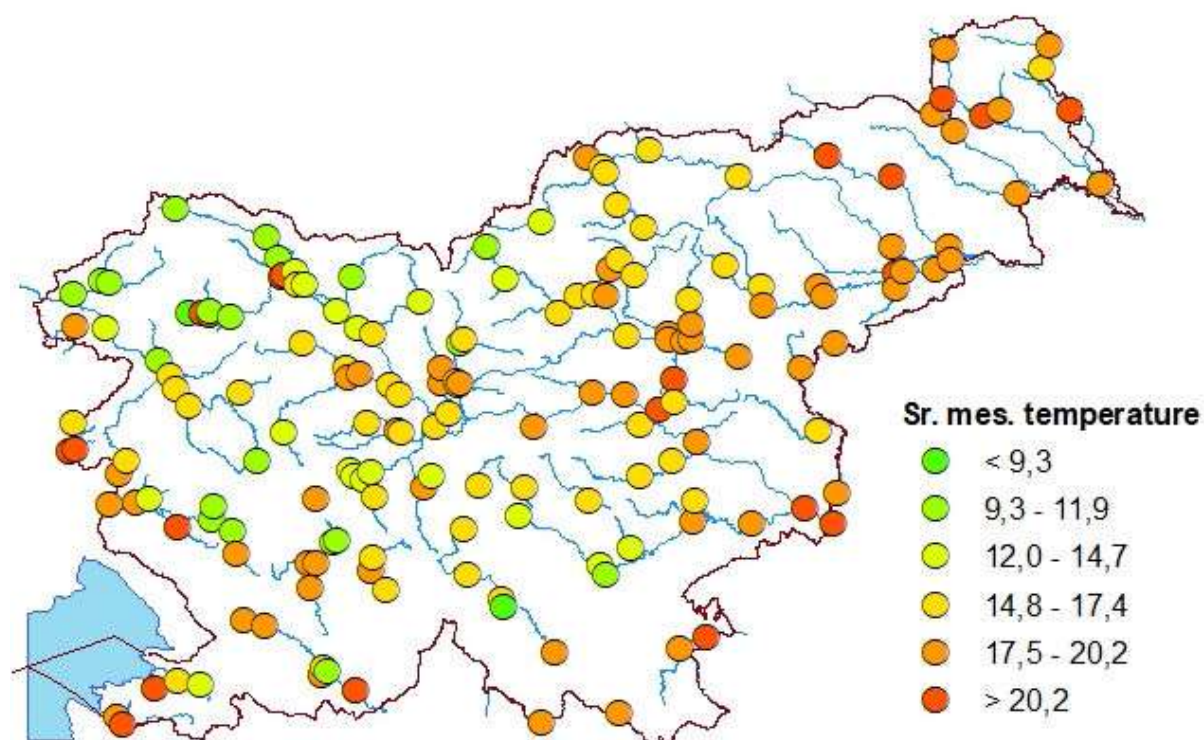 Sr. mes. temperature
< 9,3
9,3 - 11,9
12,0 - 14,7
14,8 - 17,4
17,5 - 20,2
> 20,2